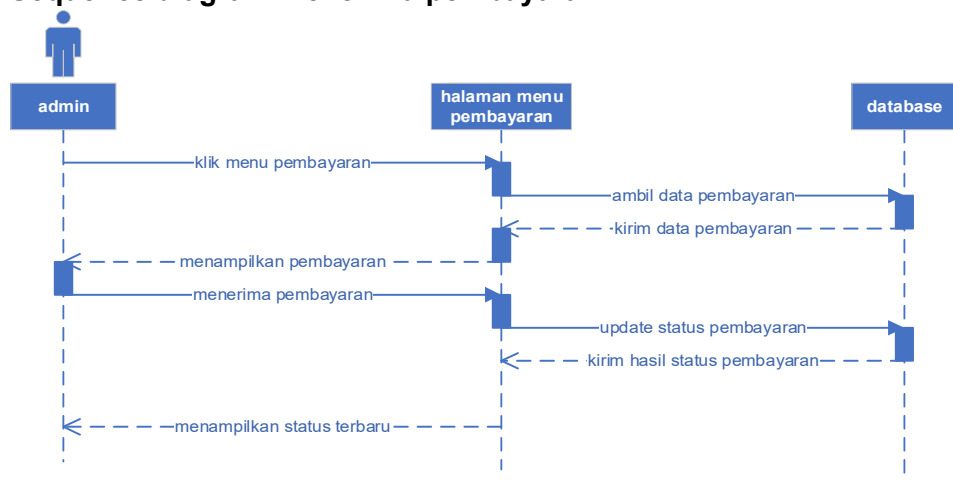 admin
halaman menu
pembayaran
database
klik menu pembayaran
ambil data pembayaran
kirim data pembayaran
menampilkan pembayaran
menerima pembayaran
update status pembayaran
kirim hasil status pembayaran
menampilkan status terbaru